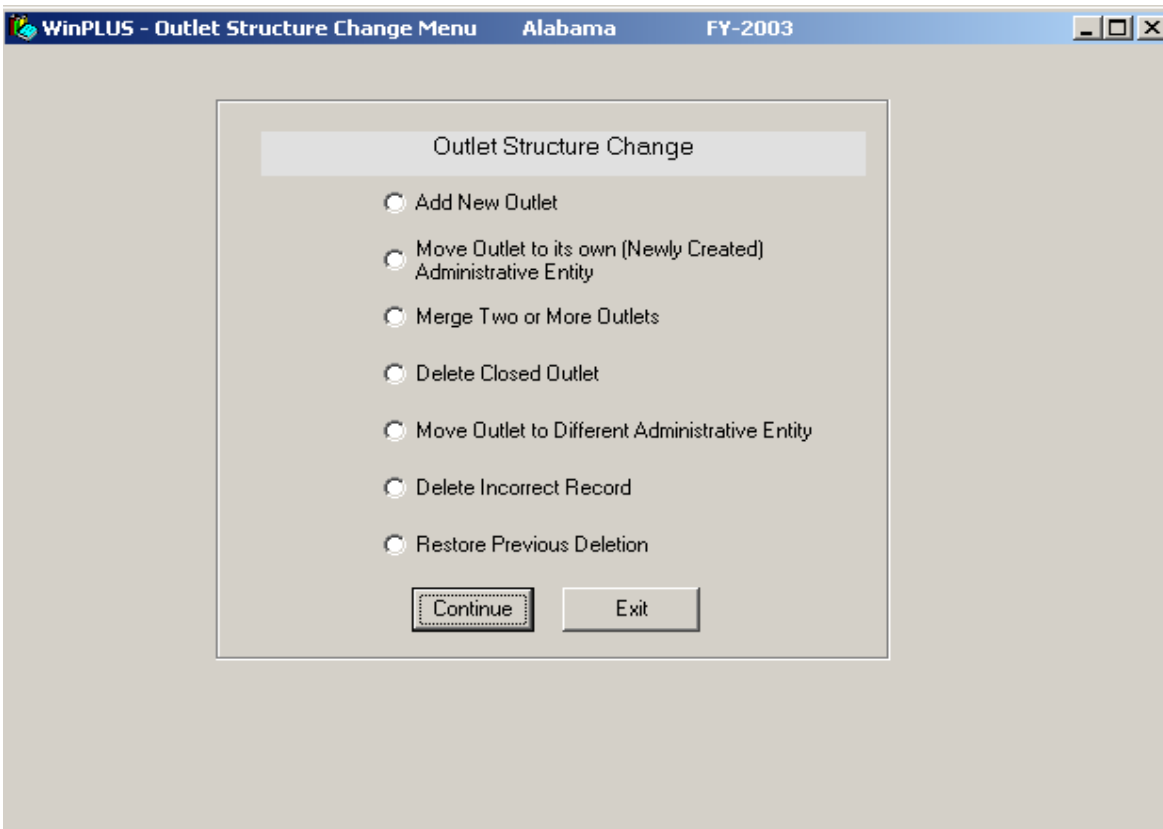 WinPLUS - Outlet Structure Change Menu Alabama FY-2003
Outlet Structure Change
Add New Outlet
Move Outlet to its own (Newly Created)
Administrative Entity
Merge Two or More Outlets
Delete Closed Outlet
Move Outlet to Different Administrative Entity
Delete Incorrect Record
Restore Previous Deletion
Continue Exit